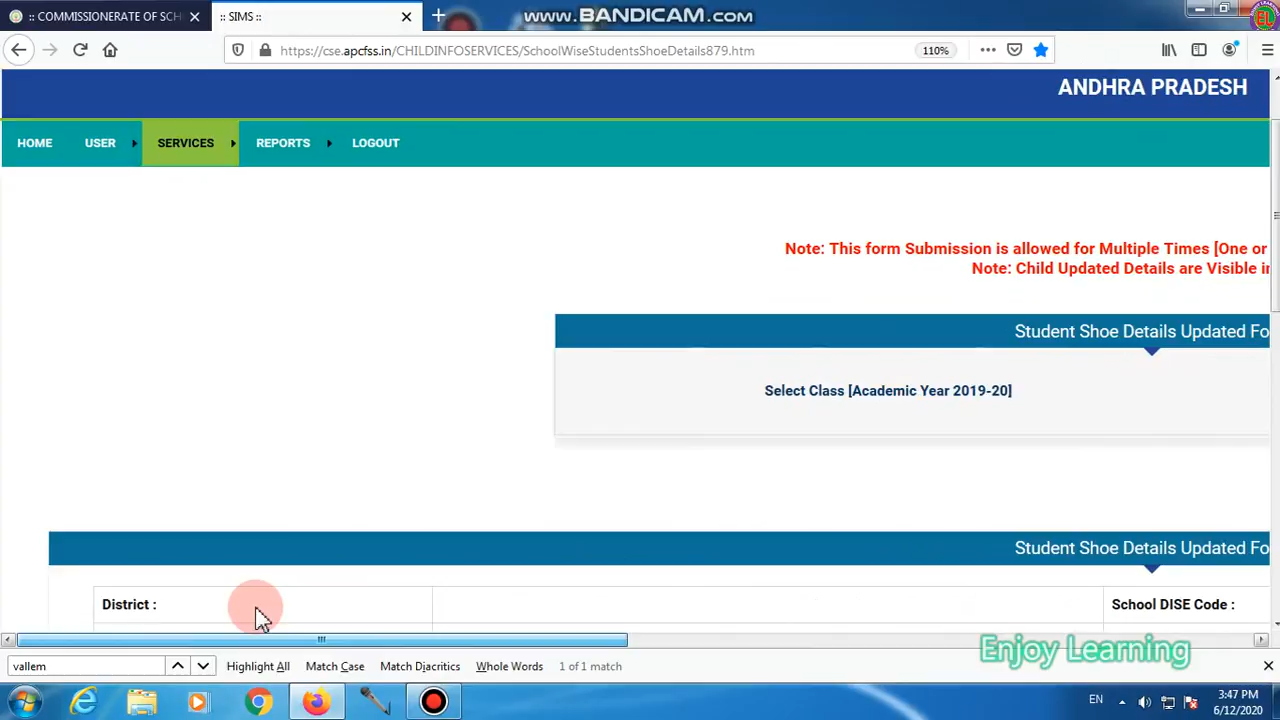 :: COMMISSIONERATE OF SCH
:: SIMS ::
www.BANDICAM.com
EL
https://cse.apcfss.in/CHILDINFOSERVICES/SchoolWiseStudentsShoeDetails879.htm
110%
ANDHRA PRADESH
HOME
USER
SERVICES
REPORTS
LOGOUT
Note: This form Submission is allowed for Multiple Times [One or
Note: Child Updated Details are Visible in
Student Shoe Details Updated Fo
Select Class [Academic Year 2019-20]
Student Shoe Details Updated Fo
District :
School DISE Code :
Enjoy Learning
vallem
Highlight All
Match Case
Match Diacritics
Whole Words
1 of 1 match
EN
3:47 PM
6/12/2020